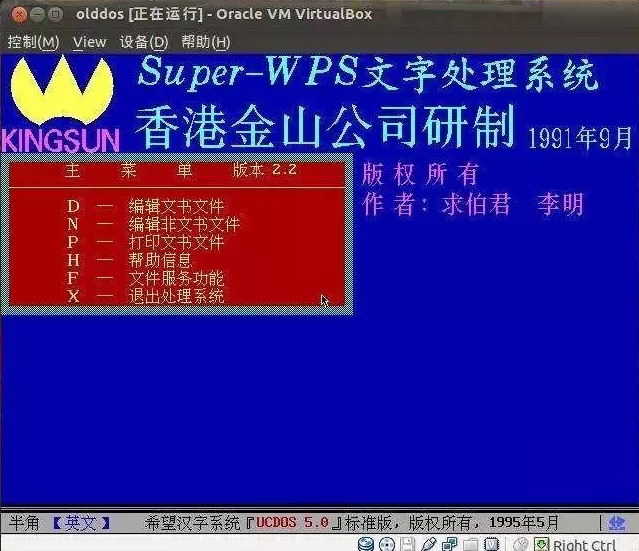 olddos [正在运行] - Oracle VM VirtualBox
控制(M) View 设备(D) 帮助(H)
Super-WPS文字处理系统
KINGSUN 香港金山公司研制 1991年9月
主 菜 单 版本 2.2
版 权 所 有
D — 编辑文书文件
作 者: 求伯君 李明
N — 编辑非文书文件
P — 打印文书文件
H — 帮助信息
F — 文件服务功能
X — 退出处理系统
半角 【英文】 希望汉字系统『UCDOS 5.0』标准版，版权所有，1995年5月
Right Ctrl